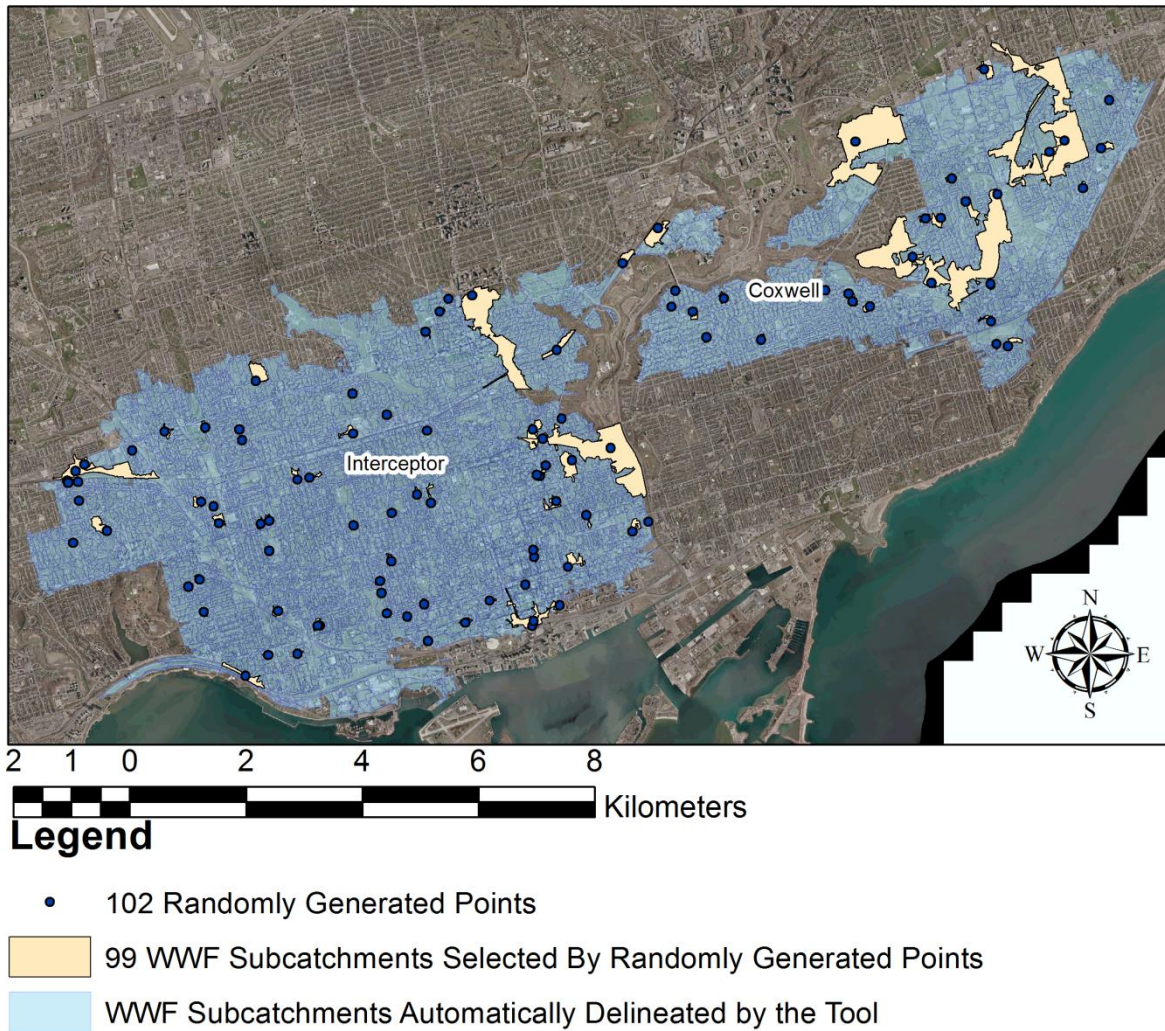 Coxwell
Interceptor
N
W E
S
2 1 0 2 4 6 8
Kilometers
Legend
102 Randomly Generated Points
99 WWF Subcatchments Selected By Randomly Generated Points
WWF Subcatchments Automatically Delineated by the Tool